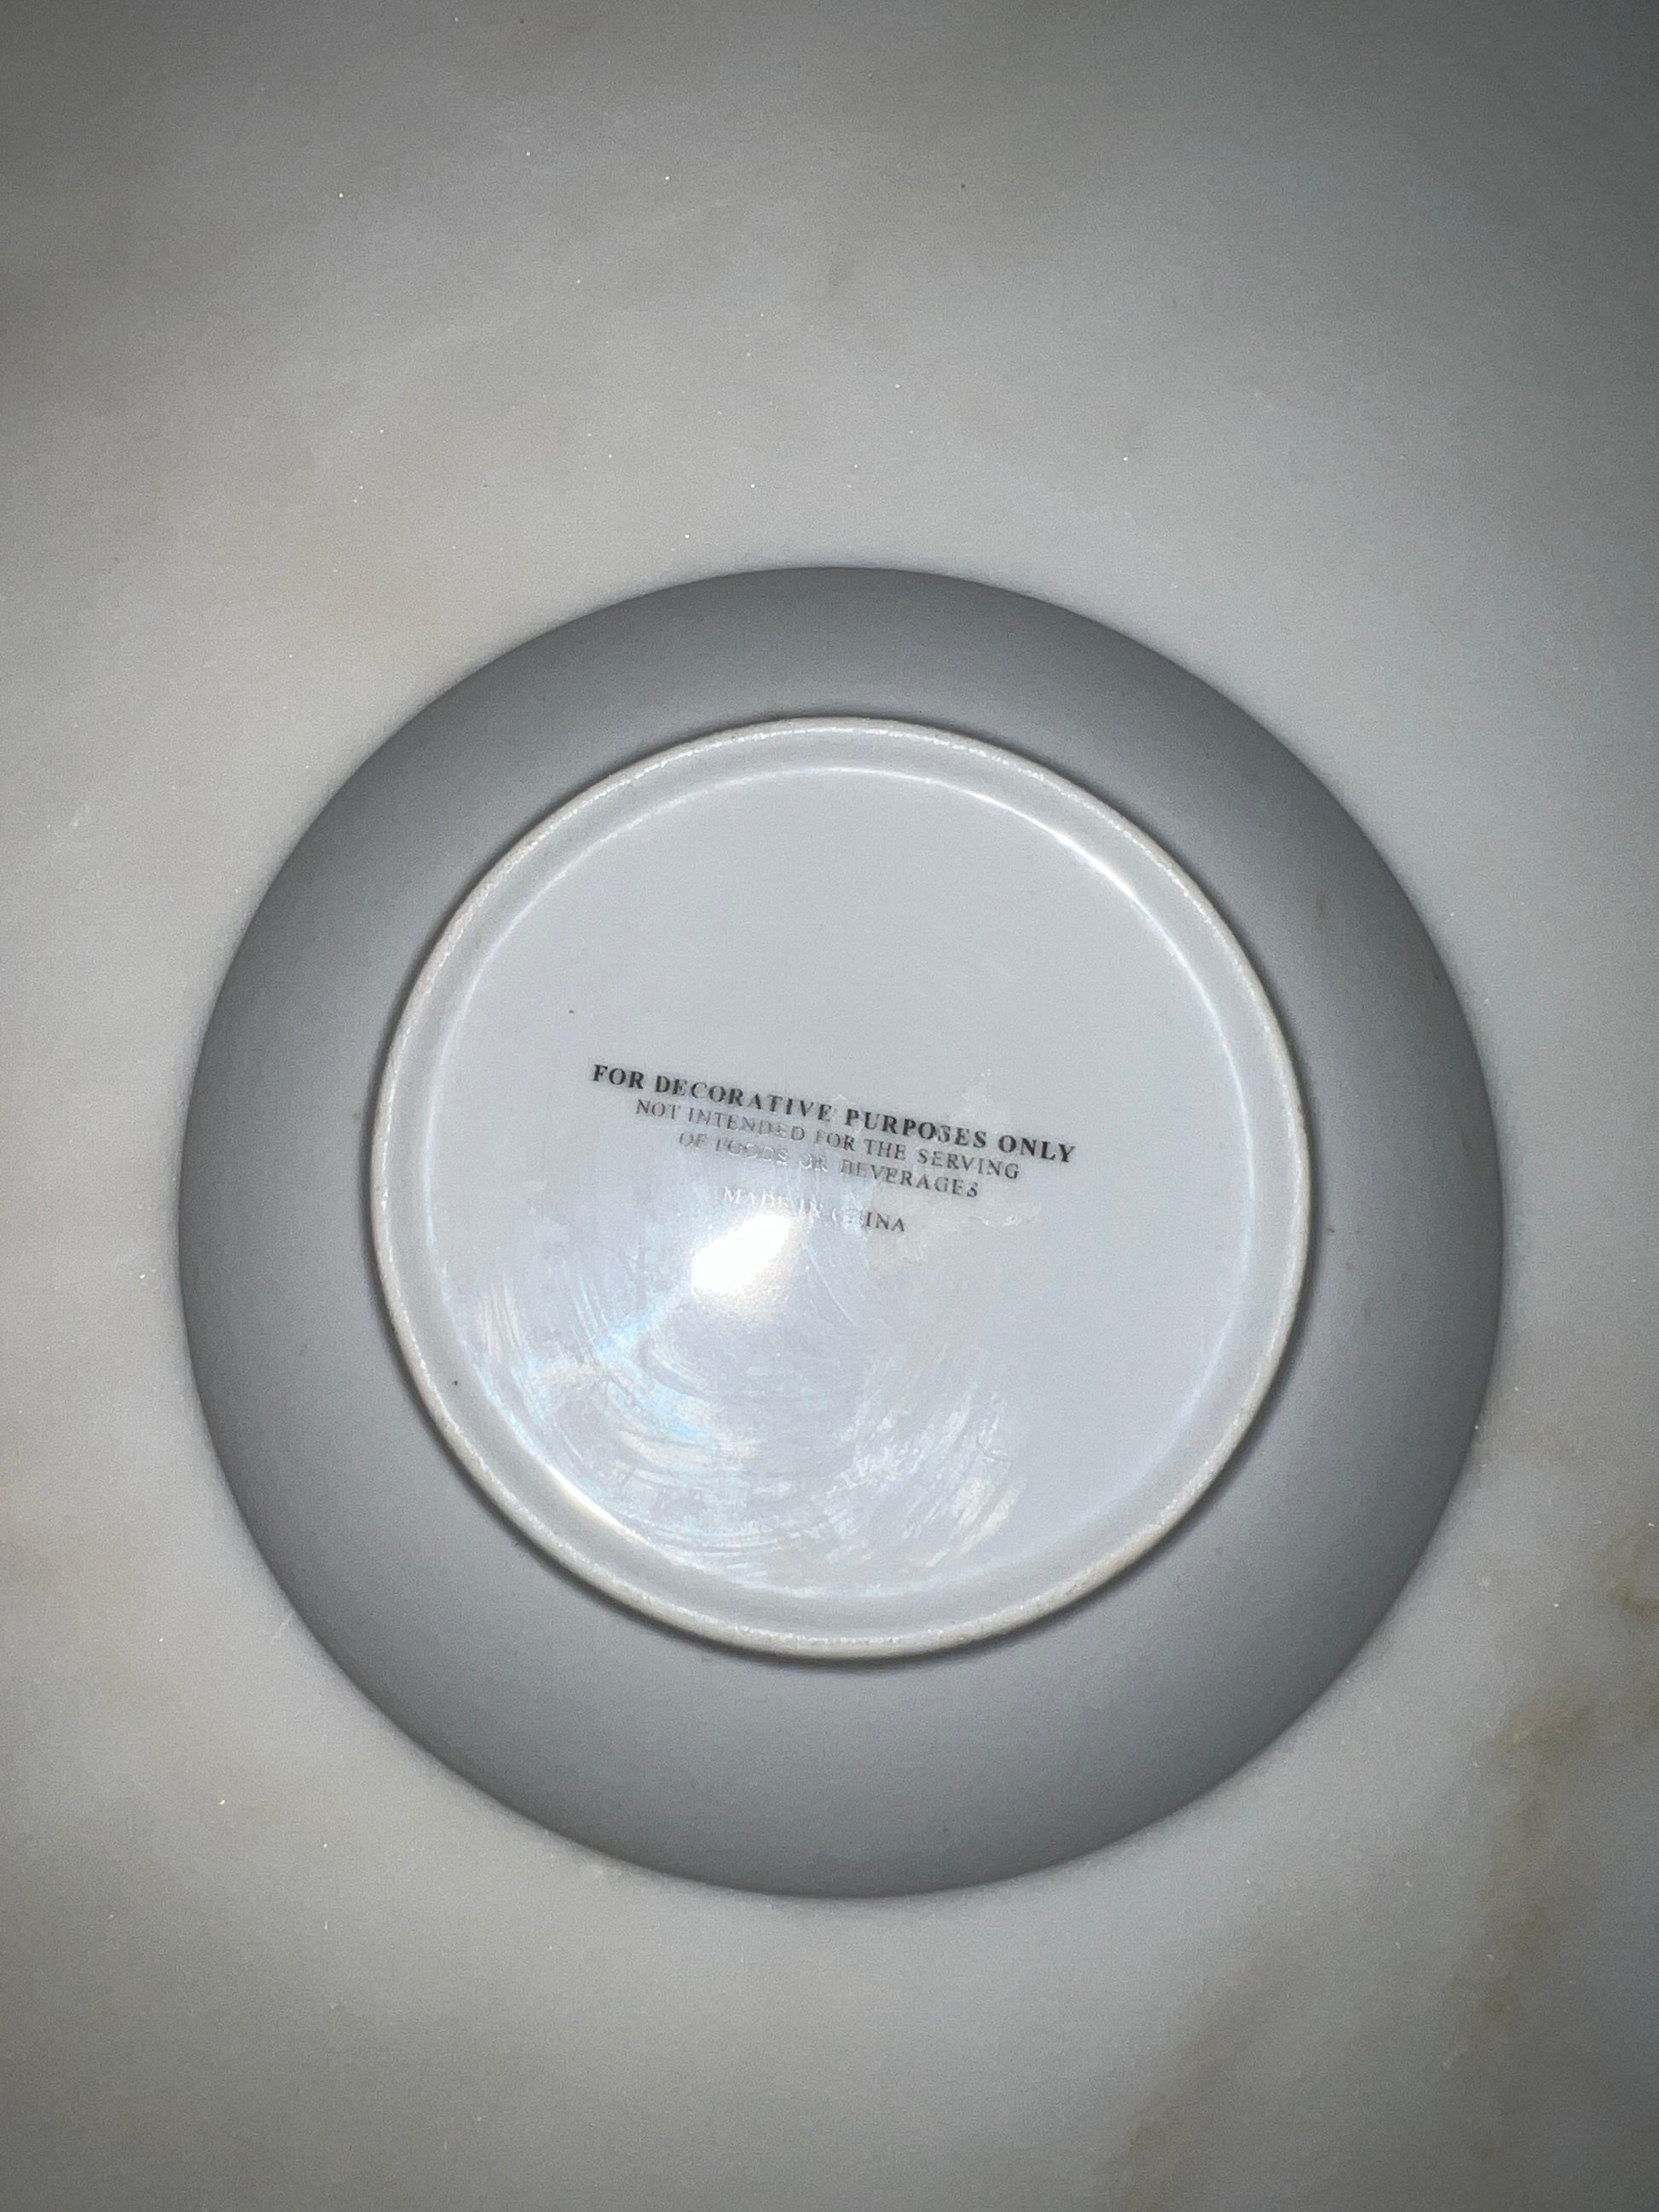 FOR DECORATIVE PURPOSES ONLY
NOT INTENDED FOR THE SERVING
OF FOODS OR BEVERAGES
MADE IN CHINA